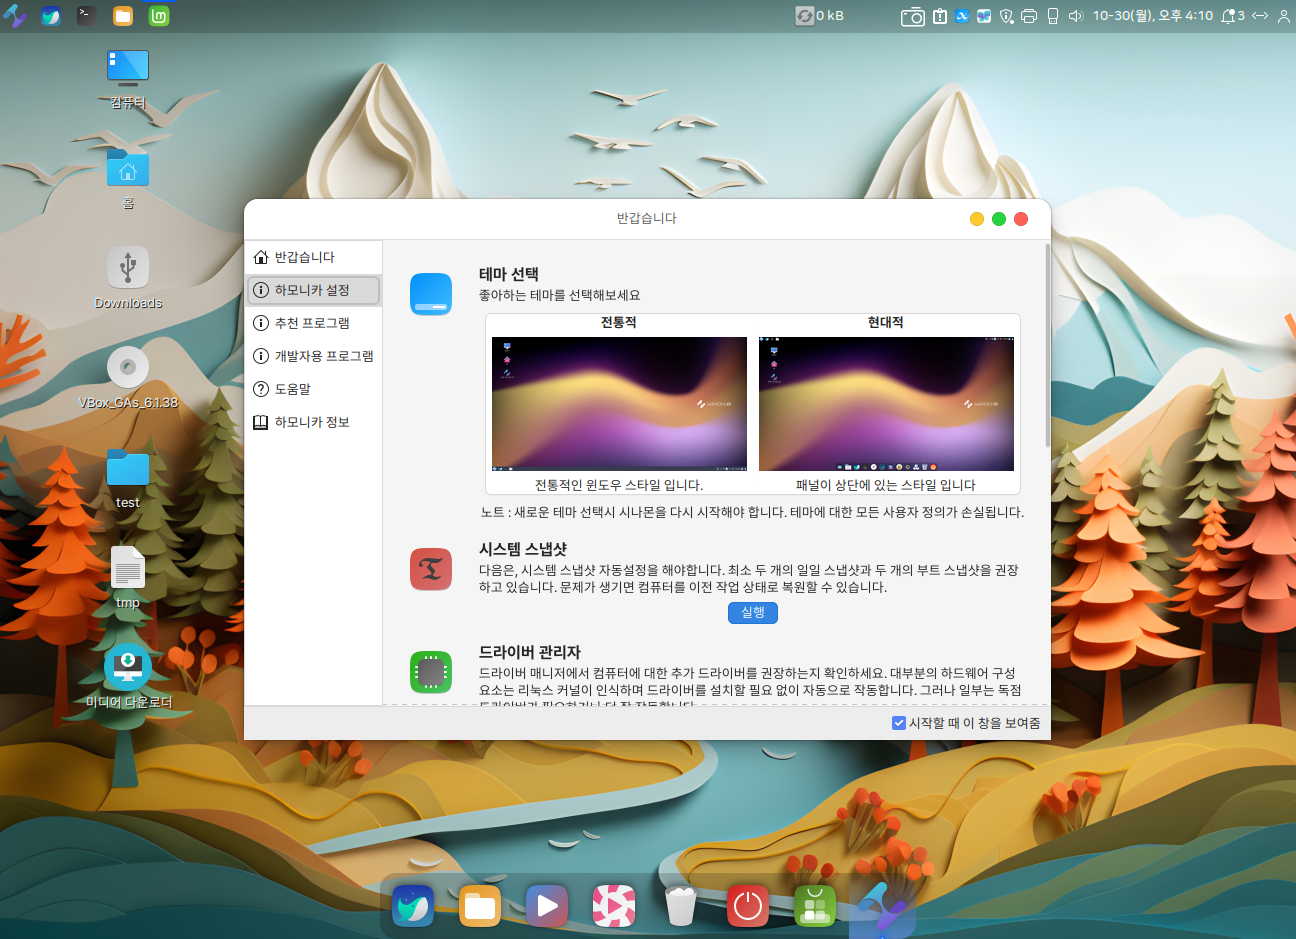 0 kB
10-30(월), 오후 4:10
3
컴퓨터
홈
Downloads
VBox_GAs_6.1.38
test
tmp
미디어 다운로더
반갑습니다
반갑습니다
하모니카 설정
추천 프로그램
개발자용 프로그램
도움말
하모니카 정보
테마 선택
좋아하는 테마를 선택해보세요
전통적
현대적
전통적인 윈도우 스타일 입니다.
패널이 상단에 있는 스타일 입니다
노트 : 새로운 테마 선택시 시나몬을 다시 시작해야 합니다. 테마에 대한 모든 사용자 정의가 손실됩니다.
시스템 스냅샷
다음은, 시스템 스냅샷 자동설정을 해야합니다. 최소 두 개의 일일 스냅샷과 두 개의 부트 스냅샷을 권장
하고 있습니다. 문제가 생기면 컴퓨터를 이전 작업 상태로 복원할 수 있습니다.
실행
드라이버 관리자
드라이버 매니저에서 컴퓨터에 대한 추가 드라이버를 권장하는지 확인하세요. 대부분의 하드웨어 구성
요소는 리눅스 커널이 인식하며 드라이버를 설치할 필요 없이 자동으로 작동합니다. 그러나 일부는 독점
시작할 때 이 창을 보여줌